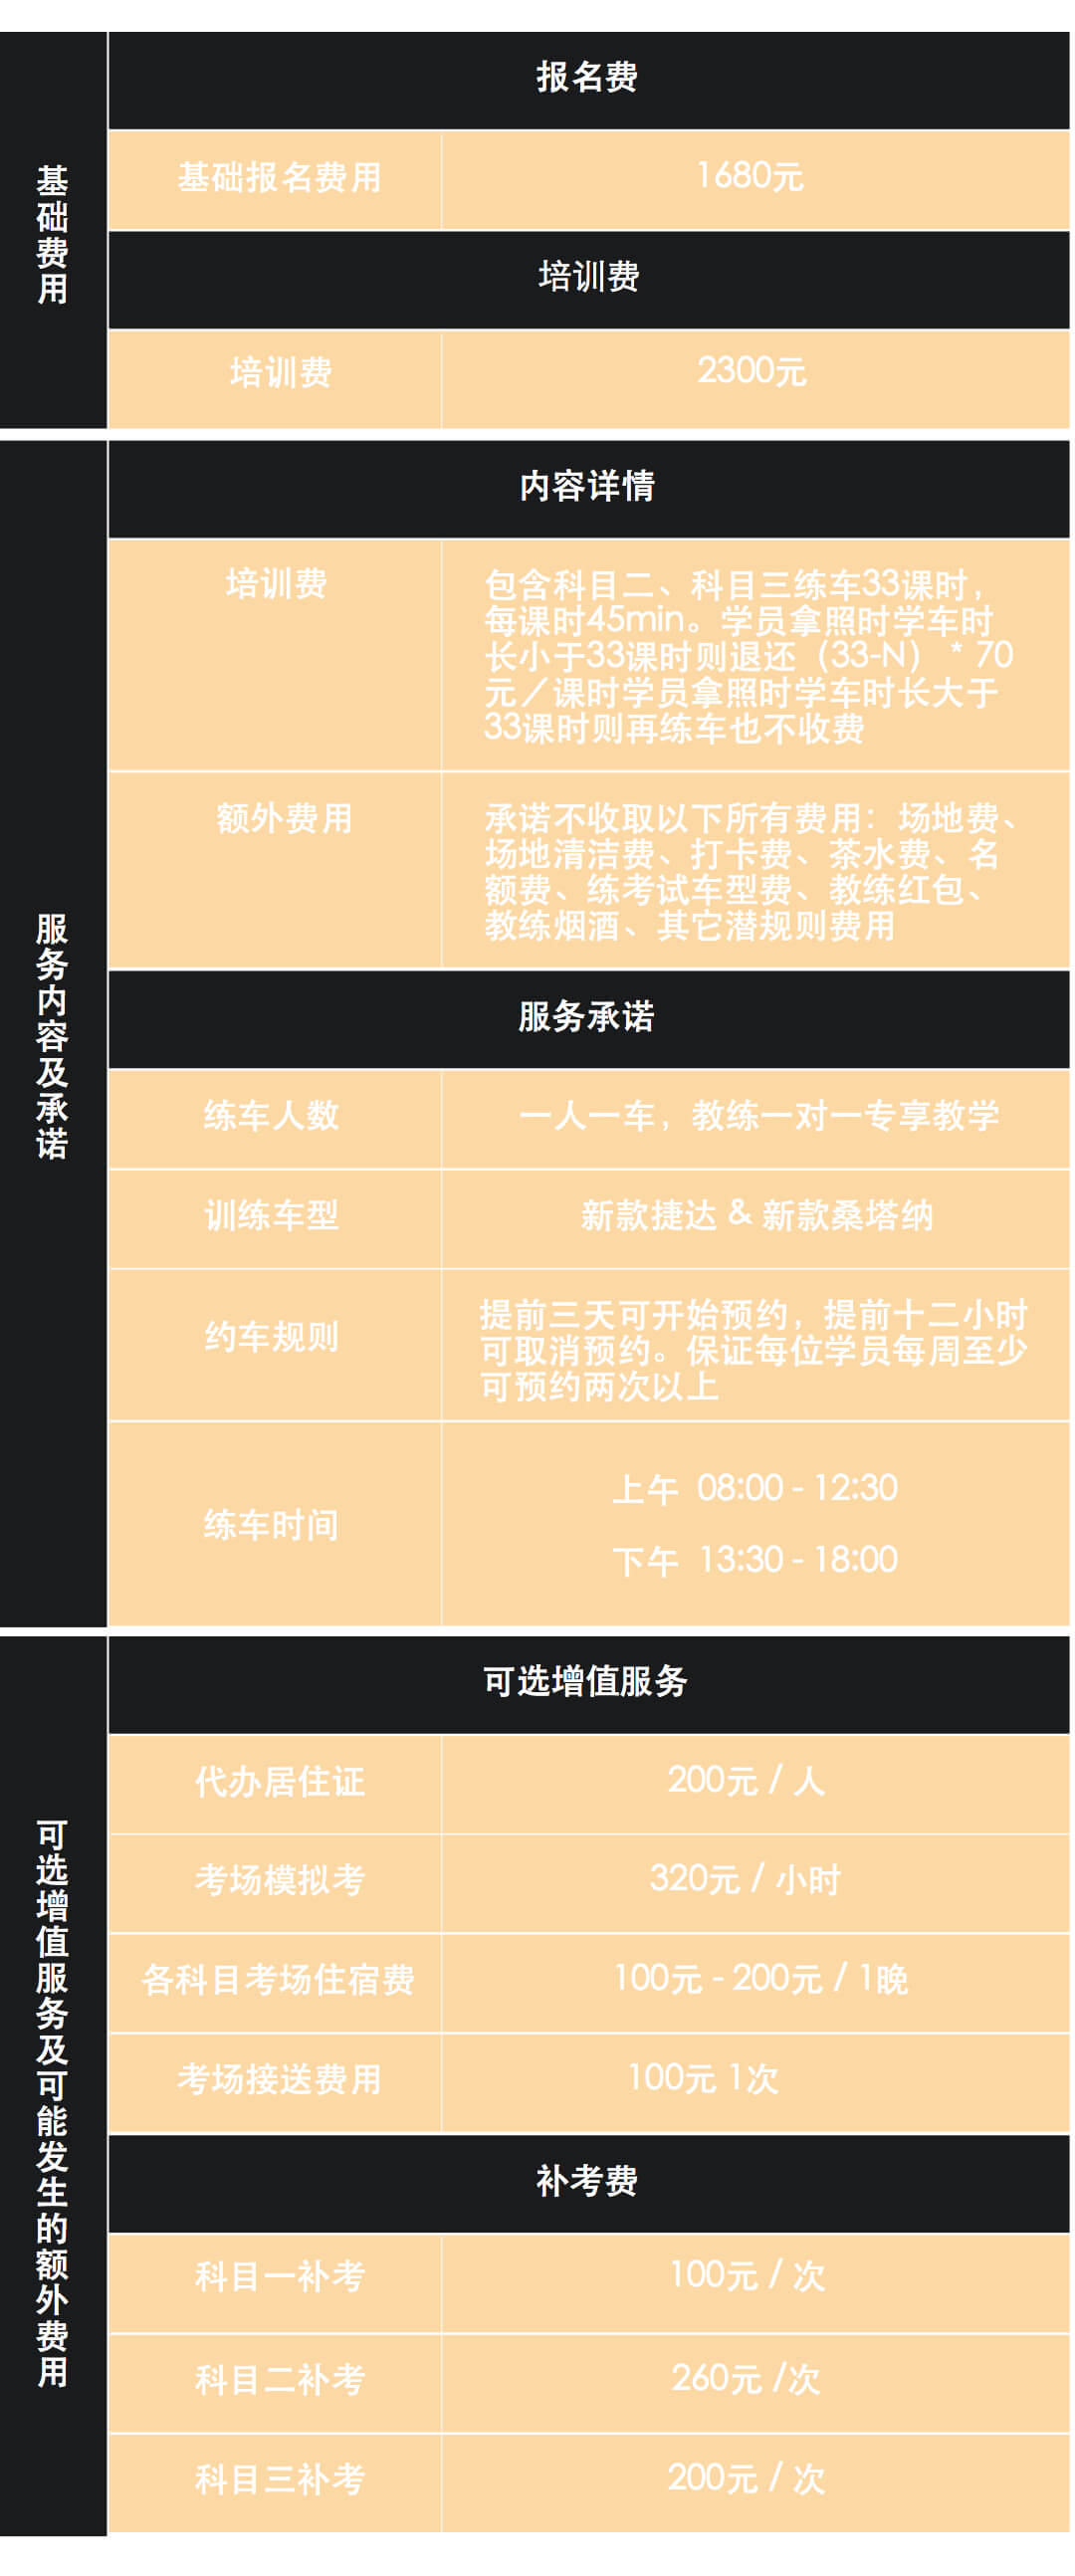 基础费用
报名费
基础报名费用 1680元
培训费
培训费 2300元
服务内容及承诺
内容详情
培训费
包含科目二、科目三练车33课时，
每课时45min。学员拿照时学车时
长小于33课时则退还（33-N） * 70
元／课时学员拿照时学车时长大于
33课时则再练车也不收费
额外费用
承诺不收取以下所有费用：场地费、
场地清洁费、打卡费、茶水费、名
额费、练考试车型费、教练红包、
教练烟酒、其它潜规则费用
服务承诺
练车人数 一人一车，教练一对一专享教学
训练车型 新款捷达 & 新款桑塔纳
约车规则
提前三天可开始预约，提前十二小时
可取消预约。保证每位学员每周至少
可预约两次以上
练车时间
上午 08:00 - 12:30
下午 13:30 - 18:00
可选增值服务及可能发生的额外费用
可选增值服务
代办居住证 200元 / 人
考场模拟考 320元 / 小时
各科目考场住宿费 100元 - 200元 / 1晚
考场接送费用 100元 1次
补考费
科目一补考 100元 / 次
科目二补考 260元 /次
科目三补考 200元 / 次